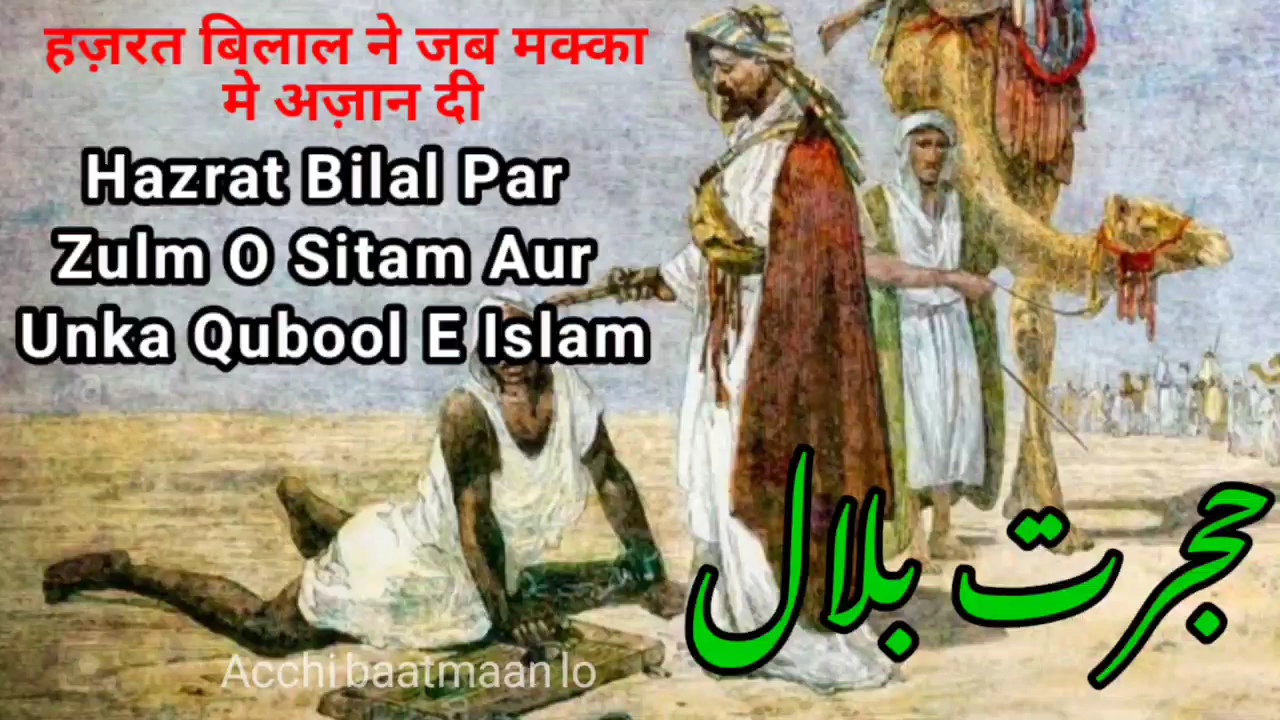 हज़रत बिलाल ने जब मक्का
मे अज़ान दी
Hazrat Bilal Par
Zulm O Sitam Aur
Unka Qubool E Islam
حجرت بلال
Acchi baatmaan lo